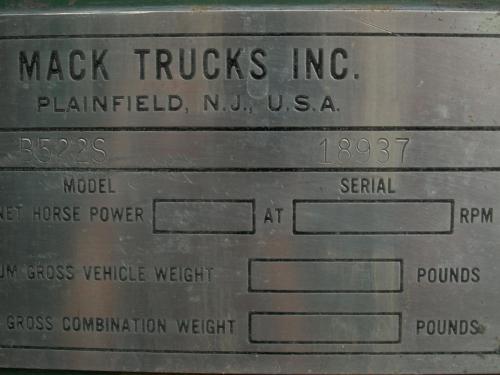 MACK TRUCKS INC.
PLAINFIELD, N.J., U.S.A.
B522S 18937
MODEL SERIAL
NET HORSE POWER AT RPM
UM GROSS VEHICLE WEIGHT POUNDS
GROSS COMBINATION WEIGHT POUNDS